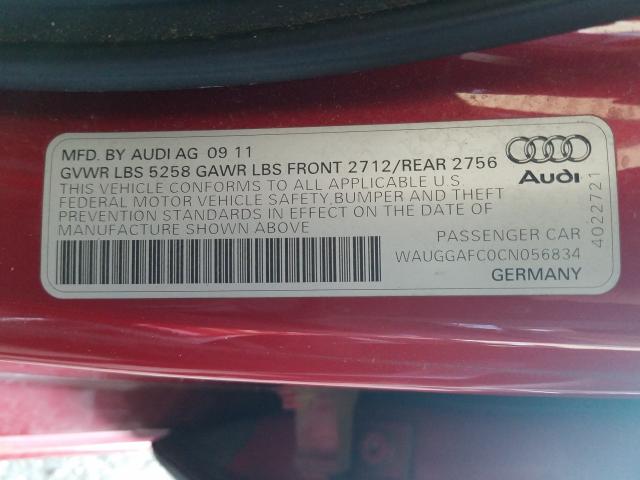 MFD. BY AUDI AG 09 11
GVWR LBS 5258 GAWR LBS FRONT 2712/REAR 2756
THIS VEHICLE CONFORMS TO ALL APPLICABLE U.S
FEDERAL MOTOR VEHICLE SAFETY,BUMPER AND THEFT
PREVENTION STANDARDS IN EFFECT ON THE DATE OF
MANUFACTURE SHOWN ABOVE
Audi
4022721
PASSENGER CAR
WAUGGAFC0CN056834
GERMANY